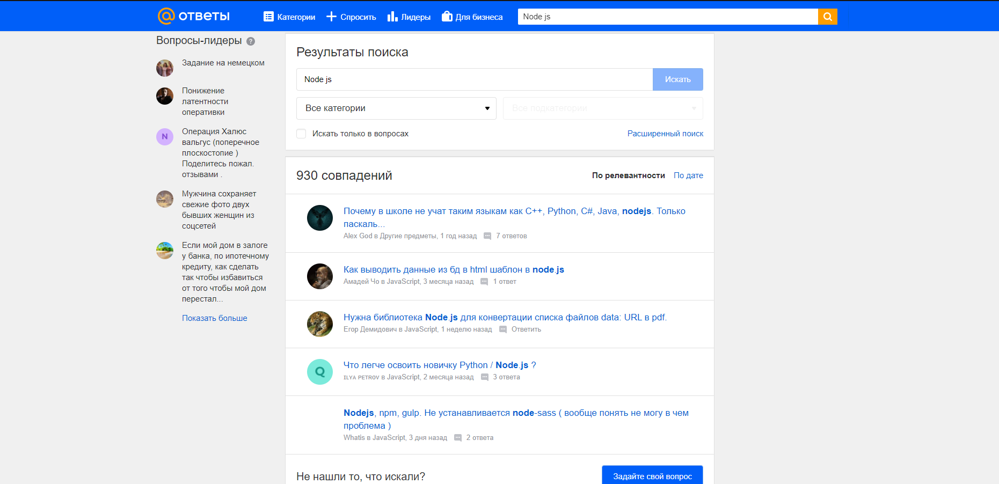 ответы
Категории
Спросить
Лидеры
Для бизнеса
Node js
Вопросы-лидеры ?
Задание на немецком
Понижение
латентности
оперативки
N
Операция Халюс
вальгус (поперечное
плоскостопие )
Поделитесь пожал.
отзывами .
Мужчина сохраняет
свежие фото двух
бывших женщин из
соцсетей
Если мой дом в залоге
у банка, по ипотечному
кредиту, как сделать
так чтобы избавиться
от того чтобы мой дом
перестал...
Показать больше
Результаты поиска
Node js
Искать
Все категории
Все подкатегории
Искать только в вопросах
Расширенный поиск
930 совпадений
По релевантности
По дате
Почему в школе не учат таким языкам как C++, Python, C#, Java, nodejs. Только
паскаль...
Alex God в Другие предметы, 1 год назад 7 ответов
Как выводить данные из бд в html шаблон в node.js
Амадей Чо в JavaScript, 3 месяца назад 1 ответ
Нужна библиотека Node.js для конвертации списка файлов data: URL в pdf.
Егор Демидович в JavaScript, 1 неделю назад Ответить
Q
Что легче освоить новичку Python / Node.js ?
ɪʟʏᴀ ᴘᴇᴛʀᴏᴠ в JavaScript, 2 месяца назад 3 ответа
Nodejs, npm, gulp. Не устанавливается node-sass ( вообще понять не могу в чем
проблема )
Whatis в JavaScript, 3 дня назад 2 ответа
Не нашли то, что искали?
Задайте свой вопрос